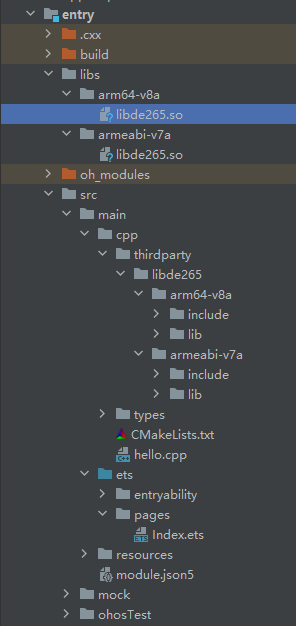 entry
.cxx
build
libs
arm64-v8a
libde265.so
armeabi-v7a
libde265.so
oh_modules
src
main
cpp
thirdparty
libde265
arm64-v8a
include
lib
armeabi-v7a
include
lib
types
CMakeLists.txt
hello.cpp
ets
entryability
pages
Index.ets
resources
module.json5
mock
ohosTest